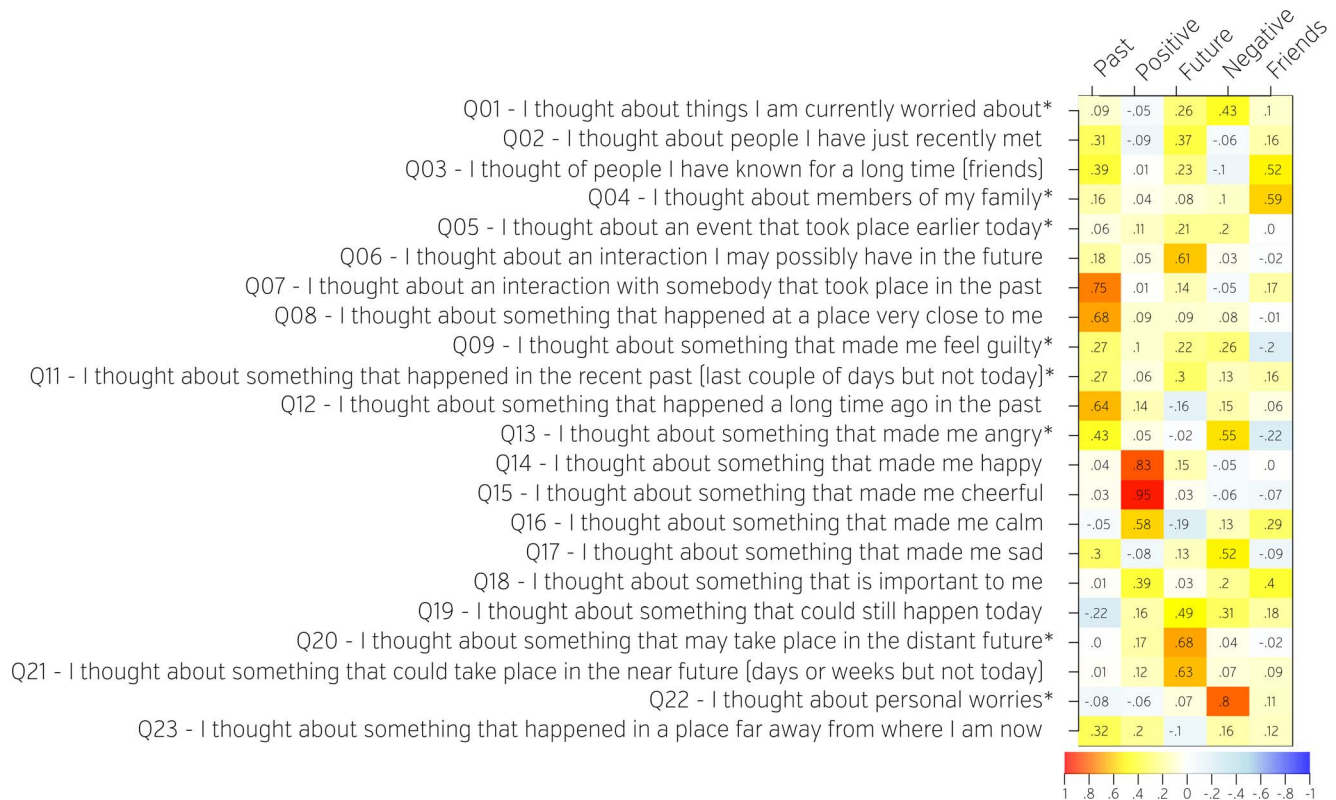 Past Positive Future Negative Friends
Q01 - I thought about things I am currently worried about* .09 -.05 .26 .43 .1
Q02 - I thought about people I have just recently met .31 -.09 .37 -.06 .16
Q03 - I thought of people I have known for a long time (friends) .39 .01 .23 -.1 .52
Q04 - I thought about members of my family* .16 .04 .08 .1 .59
Q05 - I thought about an event that took place earlier today* .06 .11 .21 .2 .0
Q06 - I thought about an interaction I may possibly have in the future .18 .05 .61 .03 -.02
Q07 - I thought about an interaction with somebody that took place in the past .75 .01 .14 -.05 .17
Q08 - I thought about something that happened at a place very close to me .68 .09 .09 .08 -.01
Q09 - I thought about something that made me feel guilty* .27 .1 .22 .26 -.2
Q11 - I thought about something that happened in the recent past (last couple of days but not today)* .27 .06 .3 .13 .16
Q12 - I thought about something that happened a long time ago in the past .64 .14 -.16 .15 .06
Q13 - I thought about something that made me angry* .43 .05 -.02 .55 -.22
Q14 - I thought about something that made me happy .04 .83 .15 -.05 .0
Q15 - I thought about something that made me cheerful .03 .95 .03 -.06 -.07
Q16 - I thought about something that made me calm -.05 .58 -.19 .13 .29
Q17 - I thought about something that made me sad .3 -.08 .13 .52 -.09
Q18 - I thought about something that is important to me .01 .39 .03 .2 .4
Q19 - I thought about something that could still happen today -.22 .16 .49 .31 .18
Q20 - I thought about something that may take place in the distant future* .0 .17 .68 .04 -.02
Q21 - I thought about something that could take place in the near future (days or weeks but not today) .01 .12 .63 .07 .09
Q22 - I thought about personal worries* -.08 -.06 .07 .8 .11
Q23 - I thought about something that happened in a place far away from where I am now .32 .2 -.1 .16 .12
1 .8 .6 .4 .2 0 -.2 -.4 -.6 -.8 -1